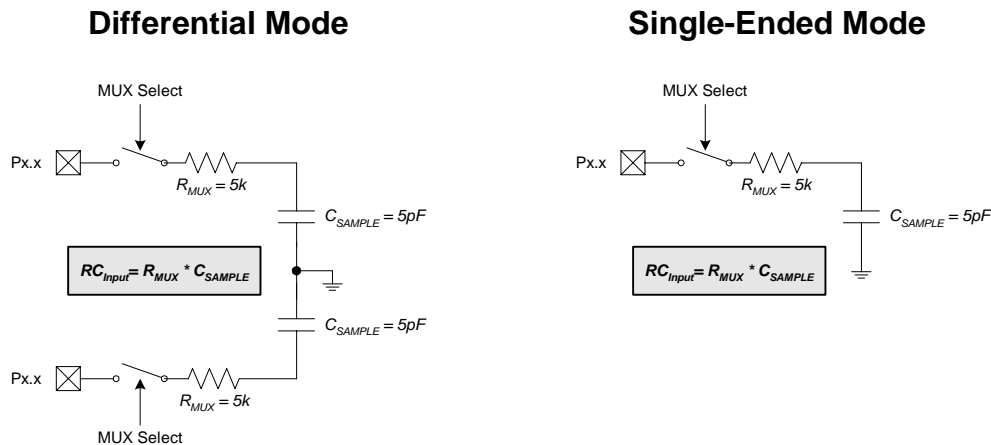 Differential Mode
MUX Select
Px.x
R_MUX = 5k
C_SAMPLE = 5pF
RC_Input= R_MUX * C_SAMPLE
C_SAMPLE = 5pF
Px.x
R_MUX = 5k
MUX Select
Single-Ended Mode
MUX Select
Px.x
R_MUX = 5k
C_SAMPLE = 5pF
RC_Input= R_MUX * C_SAMPLE